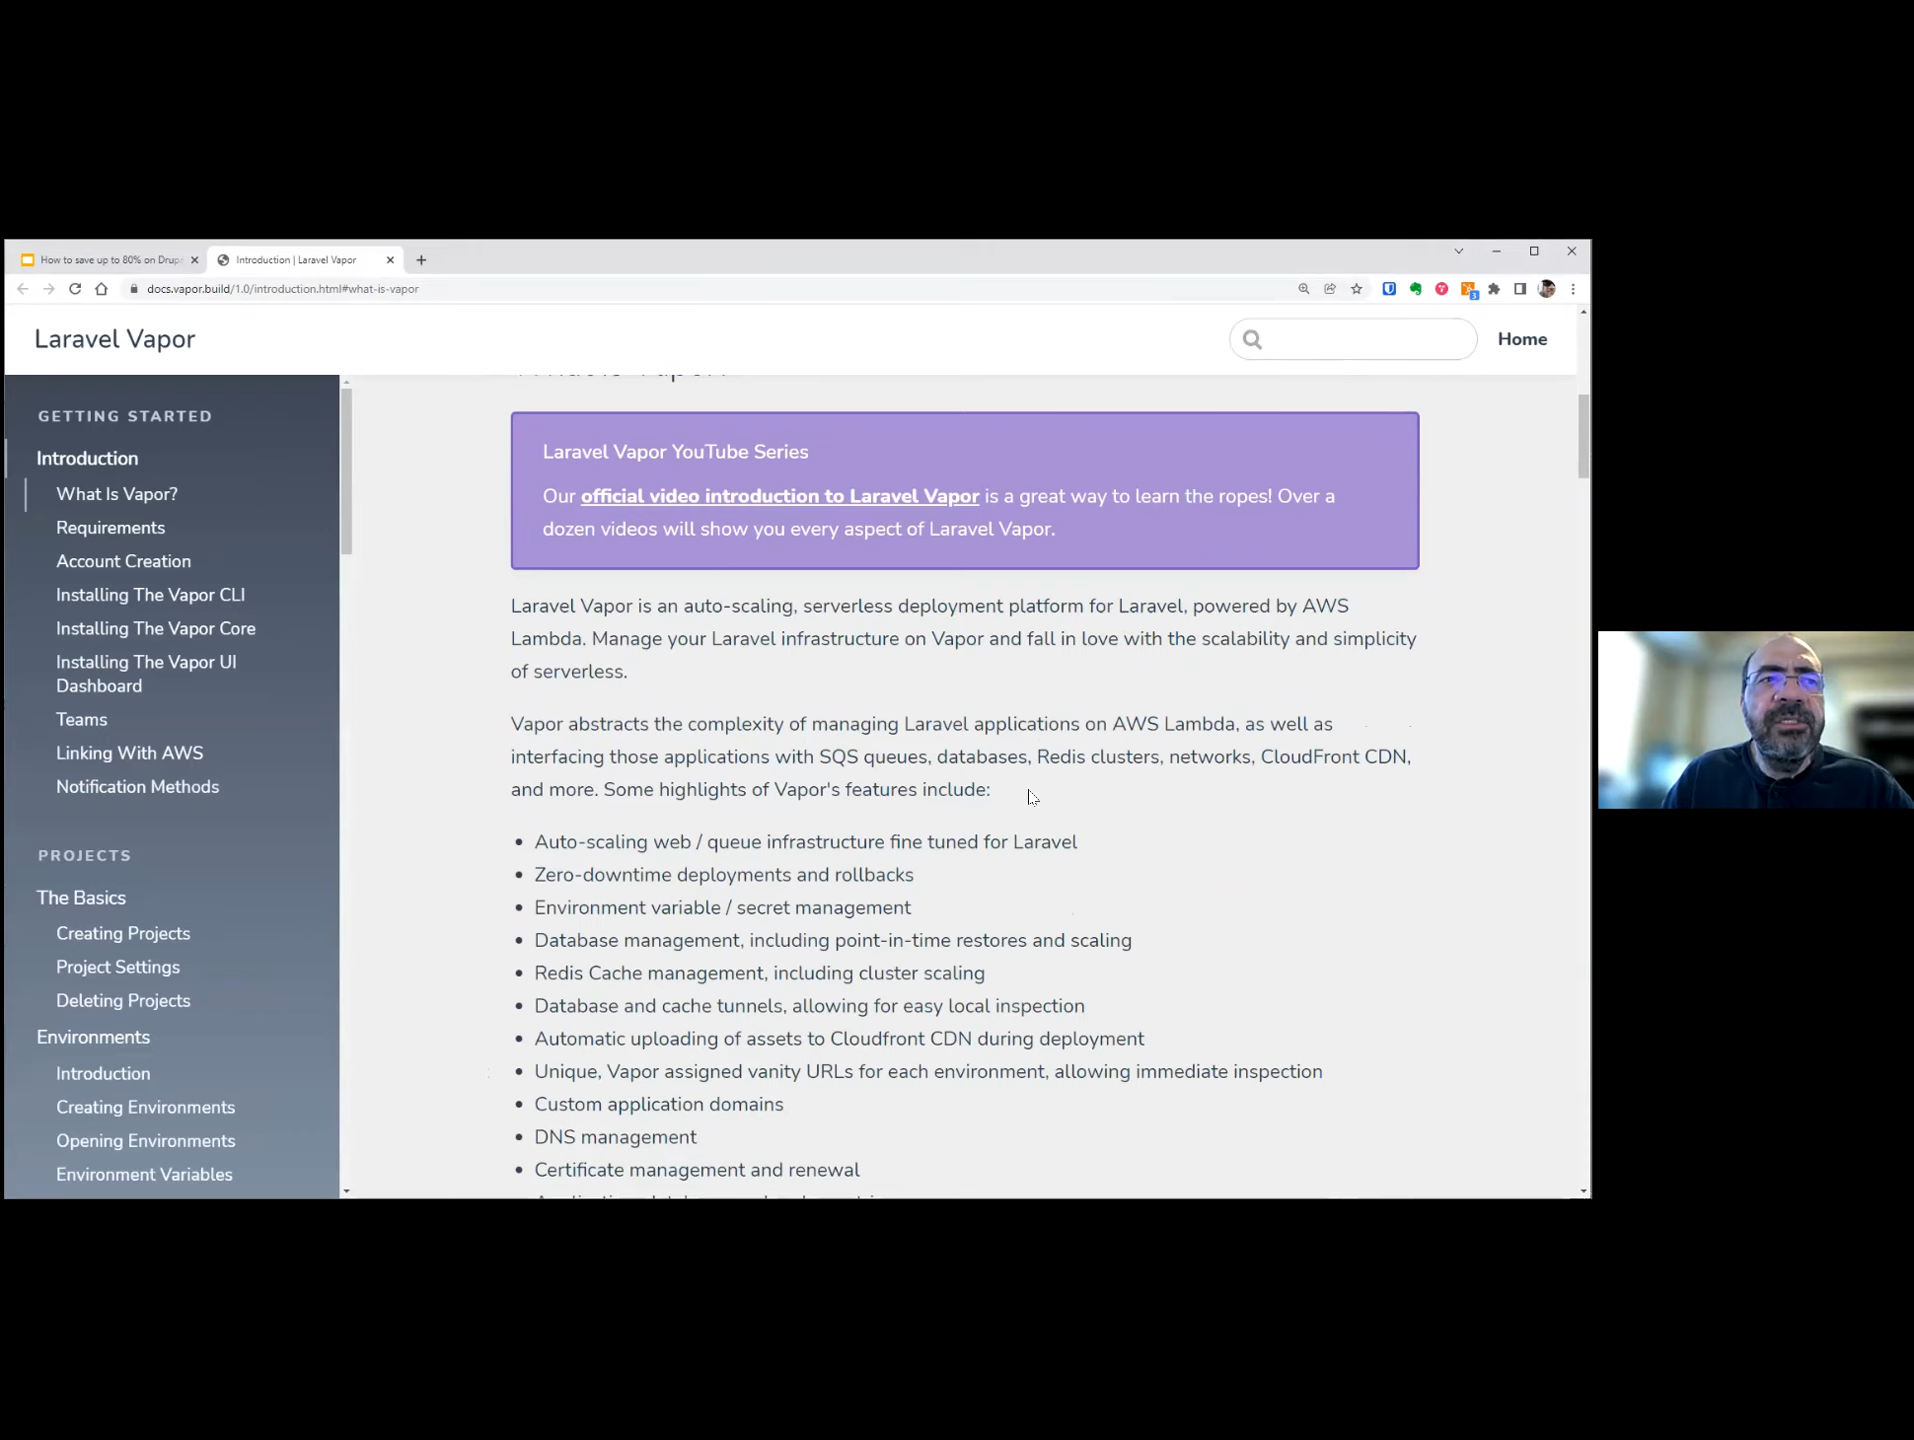 How to save up to 80% on Drup
Introduction | Laravel Vapor
docs.vapor.build/1.0/introduction.html#what-is-vapor
3
Laravel Vapor
Home
GETTING STARTED
Introduction
What Is Vapor?
Requirements
Account Creation
Installing The Vapor CLI
Installing The Vapor Core
Installing The Vapor UI
Dashboard
Teams
Linking With AWS
Notification Methods
PROJECTS
The Basics
Creating Projects
Project Settings
Deleting Projects
Environments
Introduction
Creating Environments
Opening Environments
Environment Variables
Laravel Vapor YouTube Series
Our official video introduction to Laravel Vapor is a great way to learn the ropes! Over a
dozen videos will show you every aspect of Laravel Vapor.
Laravel Vapor is an auto-scaling, serverless deployment platform for Laravel, powered by AWS
Lambda. Manage your Laravel infrastructure on Vapor and fall in love with the scalability and simplicity
of serverless.
Vapor abstracts the complexity of managing Laravel applications on AWS Lambda, as well as
interfacing those applications with SQS queues, databases, Redis clusters, networks, CloudFront CDN,
and more. Some highlights of Vapor's features include:
• Auto-scaling web / queue infrastructure fine tuned for Laravel
• Zero-downtime deployments and rollbacks
• Environment variable / secret management
• Database management, including point-in-time restores and scaling
• Redis Cache management, including cluster scaling
• Database and cache tunnels, allowing for easy local inspection
• Automatic uploading of assets to Cloudfront CDN during deployment
• Unique, Vapor assigned vanity URLs for each environment, allowing immediate inspection
• Custom application domains
• DNS management
• Certificate management and renewal